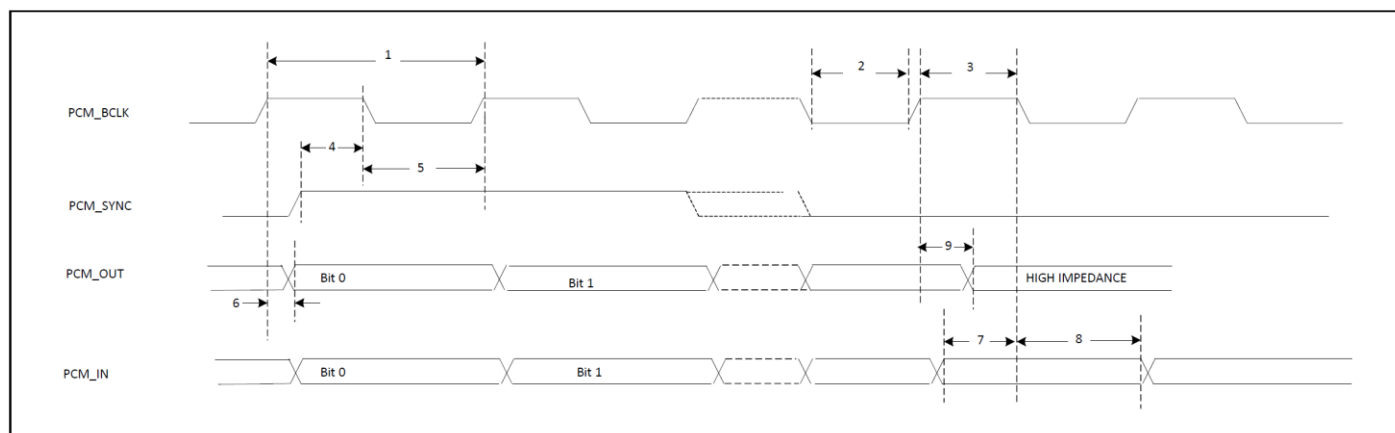 1
2
3
PCM_BCLK
4
5
PCM_SYNC
9
PCM_OUT
Bit 0
Bit 1
HIGH IMPEDANCE
6
7
8
PCM_IN
Bit 0
Bit 1